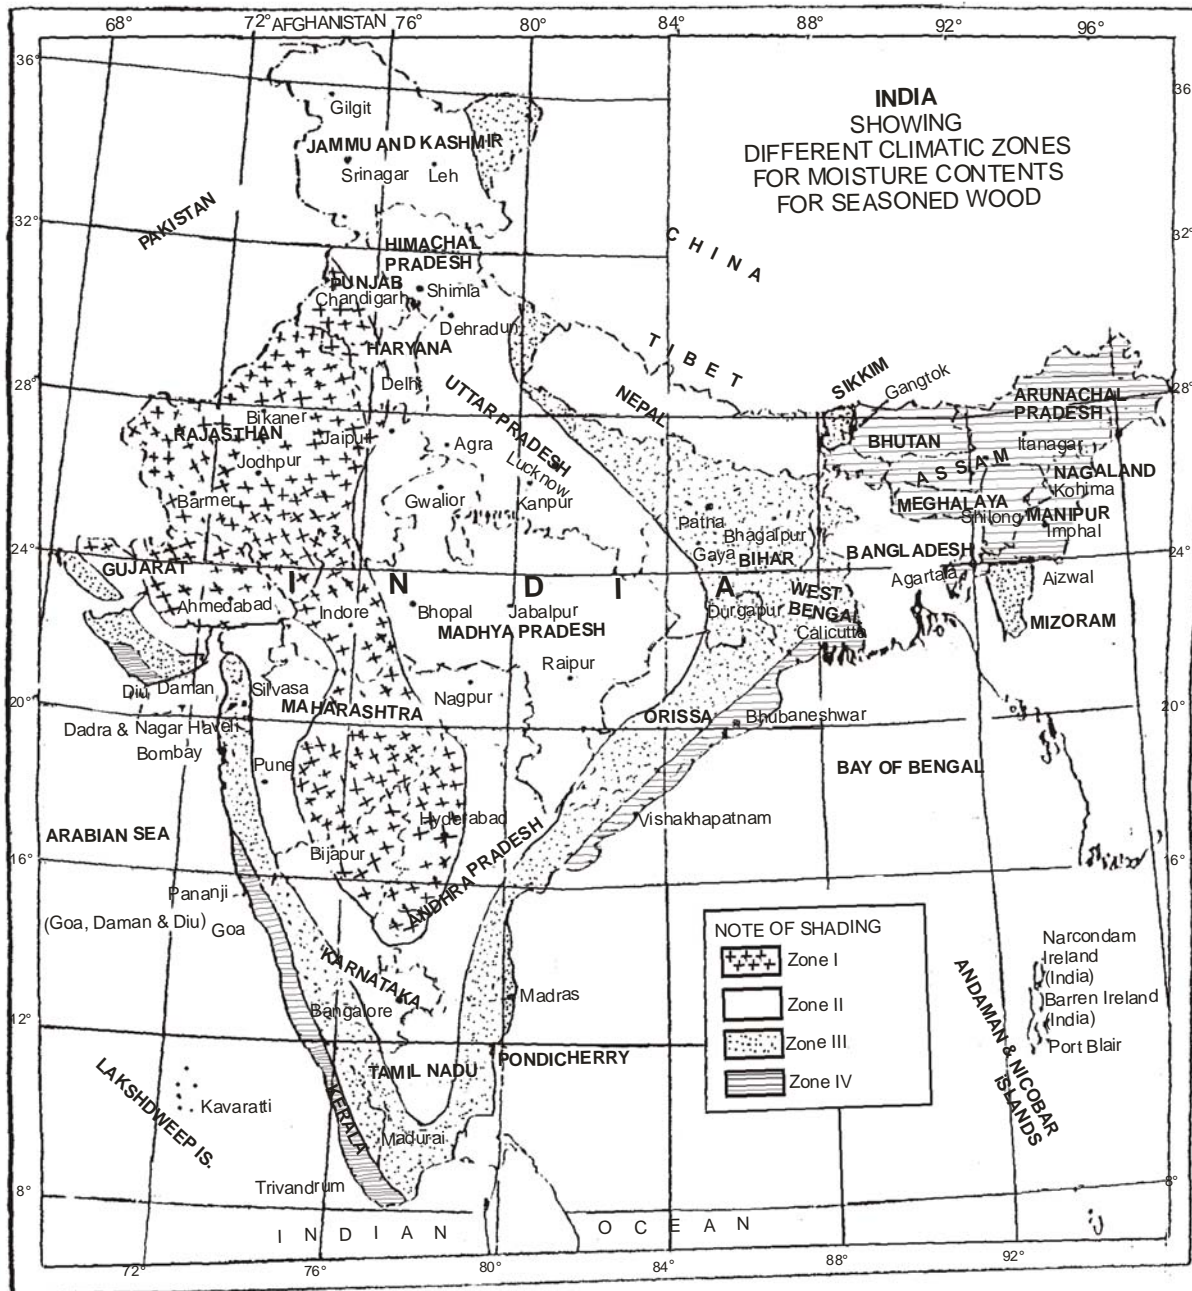 68°
72°
AFGHANISTAN
76°
80°
84°
88°
92°
96°
36°
36°
INDIA
SHOWING
DIFFERENT CLIMATIC ZONES
FOR MOISTURE CONTENTS
FOR SEASONED WOOD
Gilgit
JAMMU AND KASHMIR
Srinagar
Leh
PAKISTAN
32°
32°
CHINA
HIMACHAL
PRADESH
PUNJAB
Chandigarh
Shimla
Dehradun
HARYANA
TIBET
Delhi
28°
28°
UTTAR PRADESH
NEPAL
SIKKIM
Gangtok
ARUNACHAL
PRADESH
Bikaner
RAJASTHAN
Jaipur
Agra
Lucknow
BHUTAN
Itanagar
Jodhpur
ASSAM
NAGALAND
Kohima
Barmer
Gwalior
Kanpur
MEGHALAYA
Shilong
MANIPUR
Imphal
Patna
Bhagalpur
Gaya
BIHAR
BANGLADESH
24°
24°
GUJARAT
INDIA
Agartala
Ajzwal
Ahmedabad
Indore
Bhopal
Jabalpur
Durgapur
WEST
BENGAL
MADHYA PRADESH
Calicutta
MIZORAM
Raipur
Diu
Daman
Silvasa
Nagpur
20°
20°
MAHARASHTRA
ORISSA
Bhubaneshwar
Dadra & Nagar Haveli
Bombay
Pune
BAY OF BENGAL
ARABIAN SEA
Hyderabad
Vishakhapatnam
16°
16°
Bijapur
ANDHRA PRADESH
Pananji
(Goa, Daman & Diu)
Goa
NOTE OF SHADING
Zone I
Zone II
Zone III
Zone IV
Narcondam
Ireland
(India)
Barren Ireland
(India)
Port Blair
ANDAMAN & NICOBAR
ISLANDS
KARNATAKA
Bangalore
Madras
12°
TAMIL NADU
PONDICHERRY
LAKSHDWEEP IS.
Kavaratti
KERALA
Madurai
Trivandrum
8°
8°
INDIAN
OCEAN
72°
76°
80°
84°
88°
92°